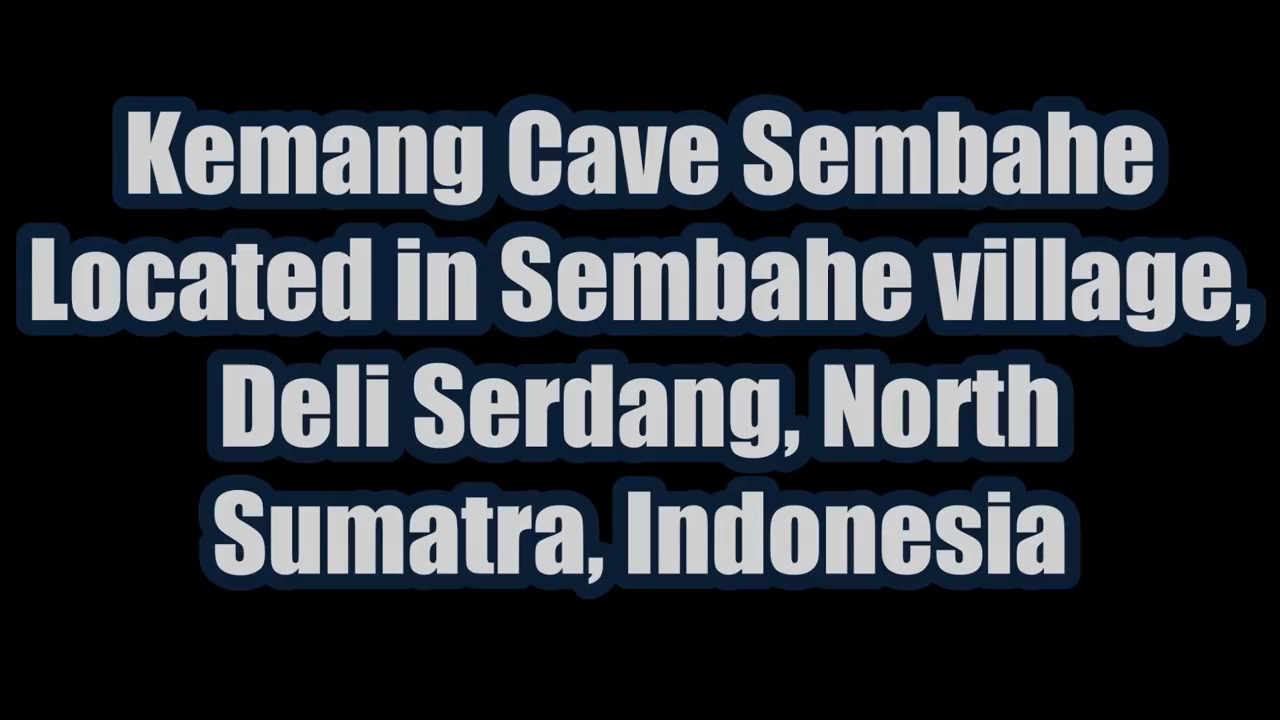 Kemang Cave Sembahe
Located in Sembahe village,
Deli Serdang, North
Sumatra, Indonesia